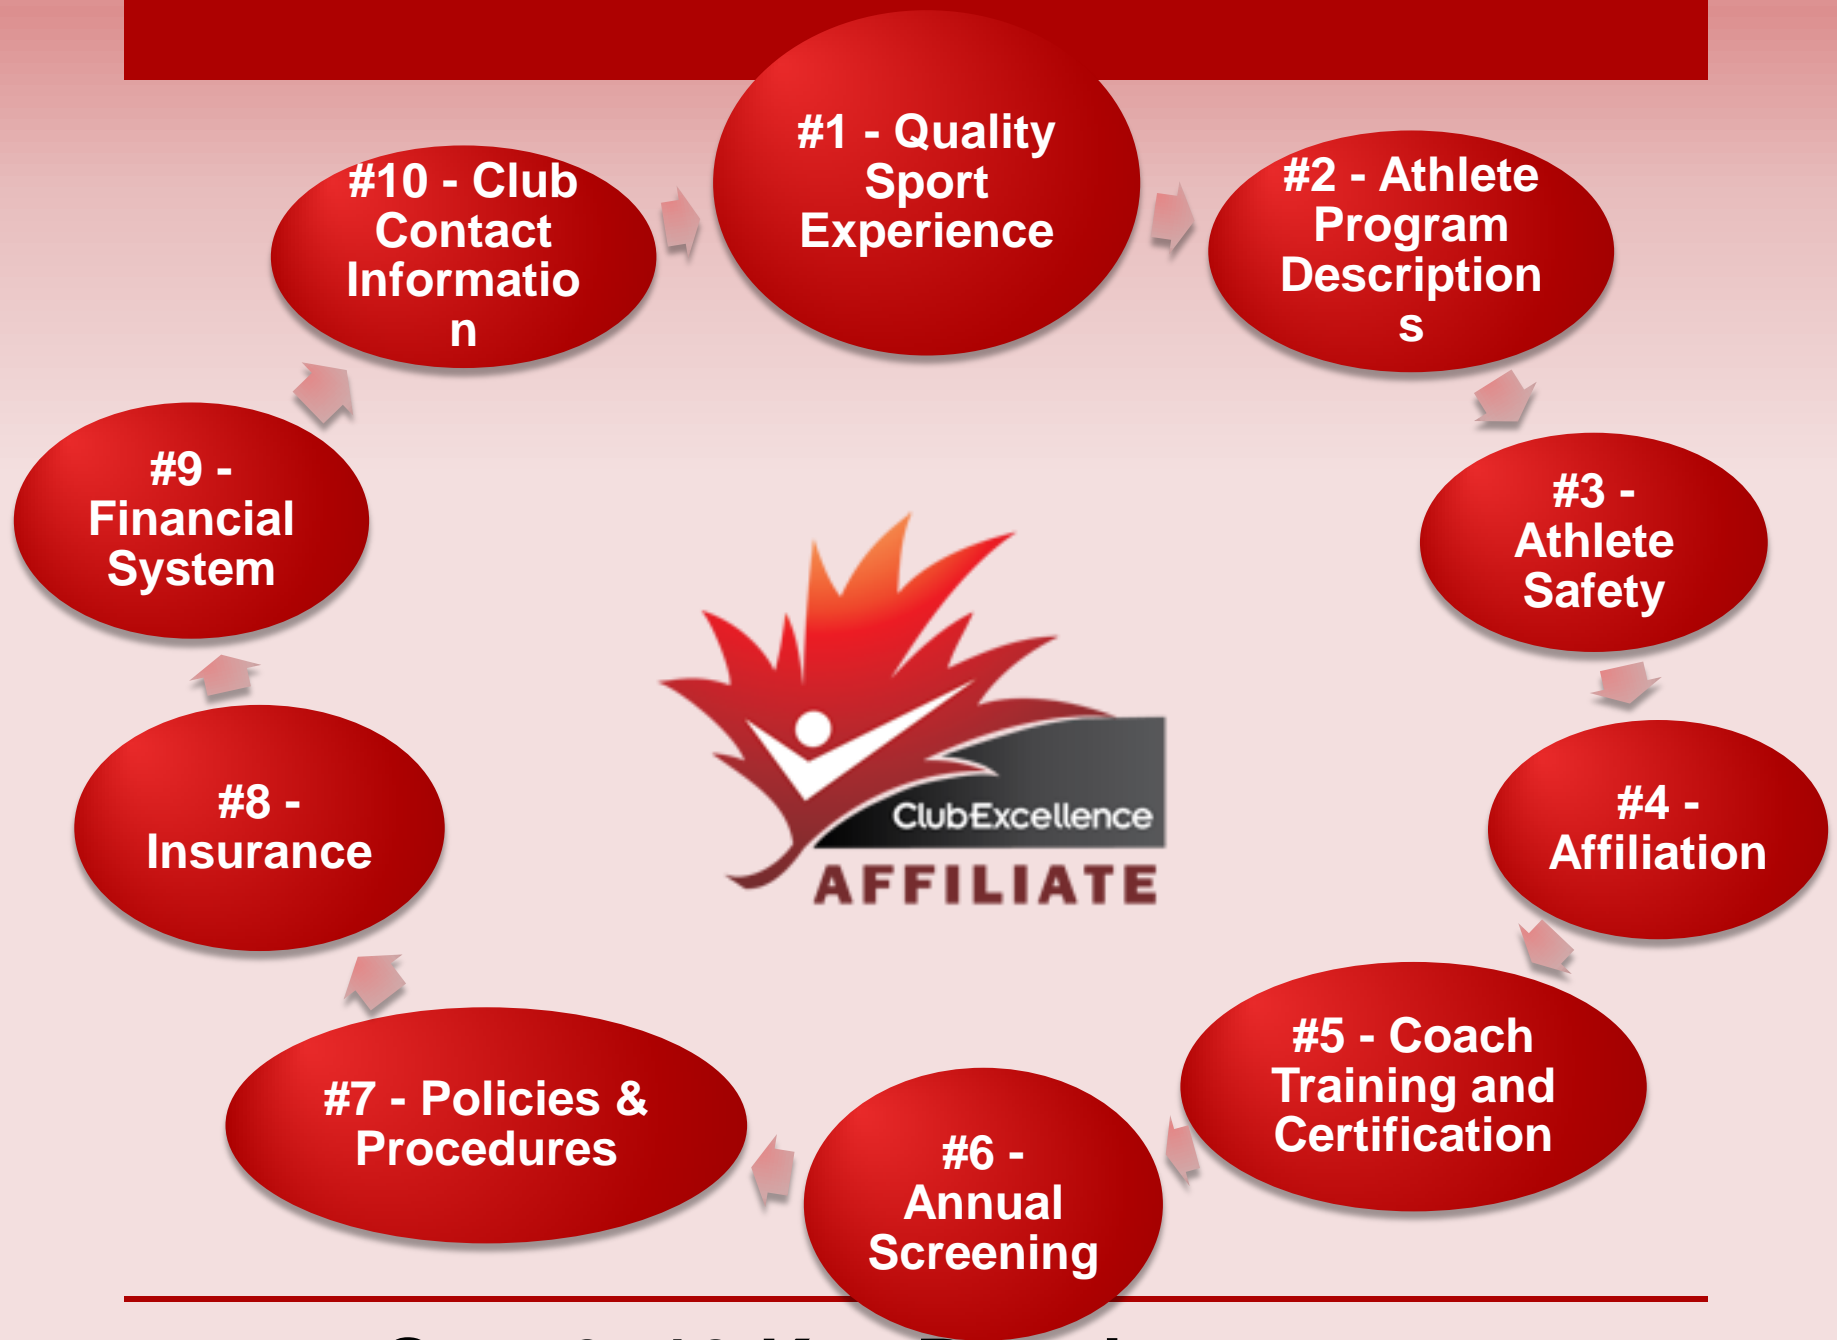 #1 - Quality
Sport
Experience
#2 - Athlete
Program
Description
s
#3 -
Athlete
Safety
#4 -
Affiliation
#5 - Coach
Training and
Certification
#6 -
Annual
Screening
#7 - Policies &
Procedures
#8 -
Insurance
#9 -
Financial
System
#10 - Club
Contact
Informatio
n
ClubExcellence
AFFILIATE